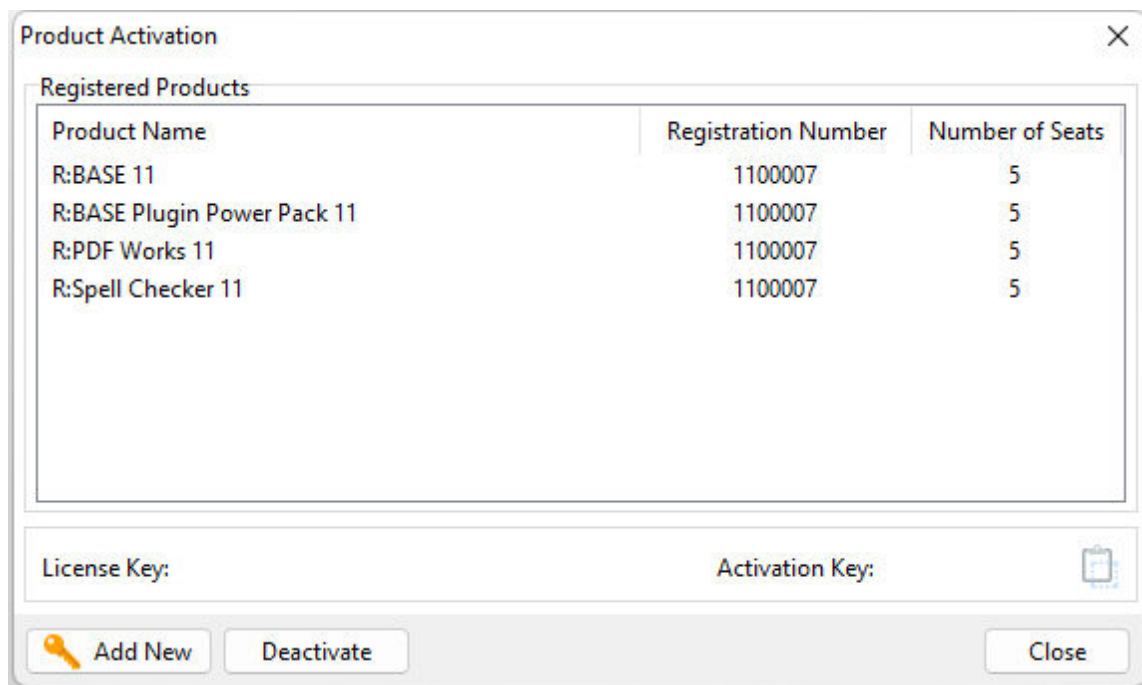 Product Activation
Registered Products
Product Name Registration Number Number of Seats
R:BASE 11 1100007 5
R:BASE Plugin Power Pack 11 1100007 5
R:PDF Works 11 1100007 5
R:Spell Checker 11 1100007 5
License Key: Activation Key:
Add New Deactivate Close